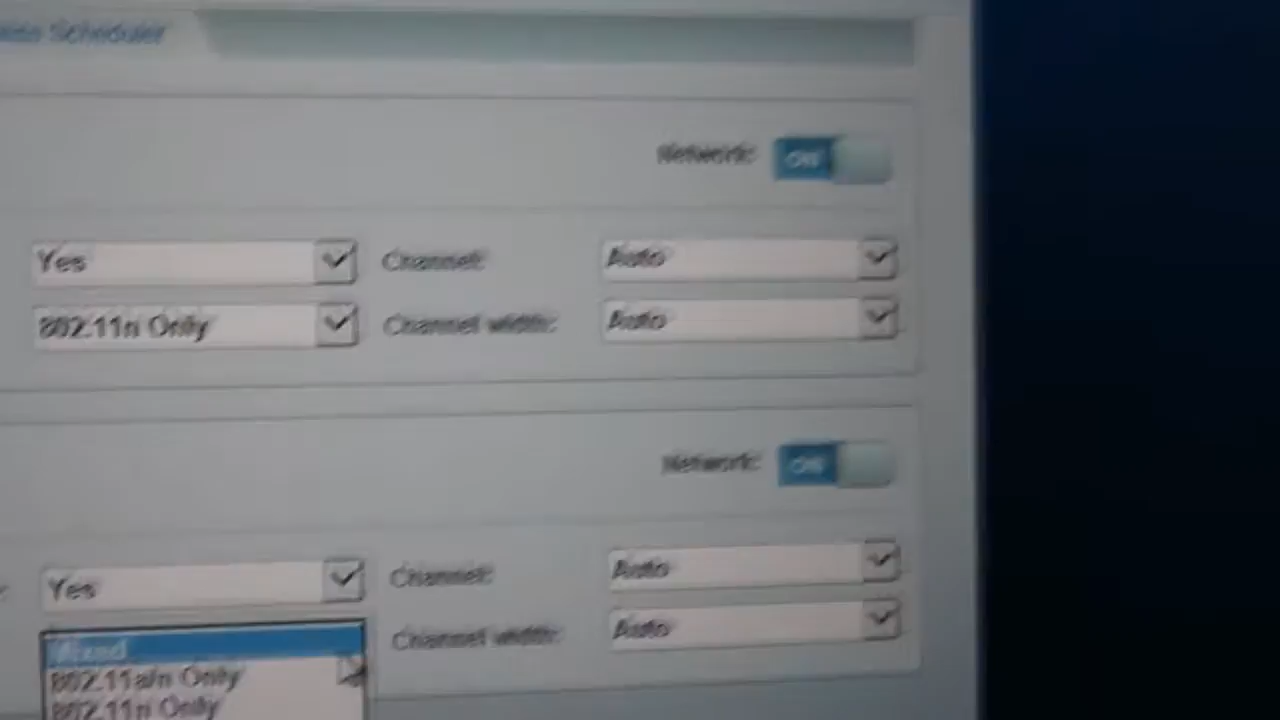 Scheduler
Network: ON
Yes Channel: Auto
802.11n Only Channel width: Auto
Network: ON
Yes Channel: Auto
Mixed Channel width: Auto
802.11a/n Only
802.11n Only